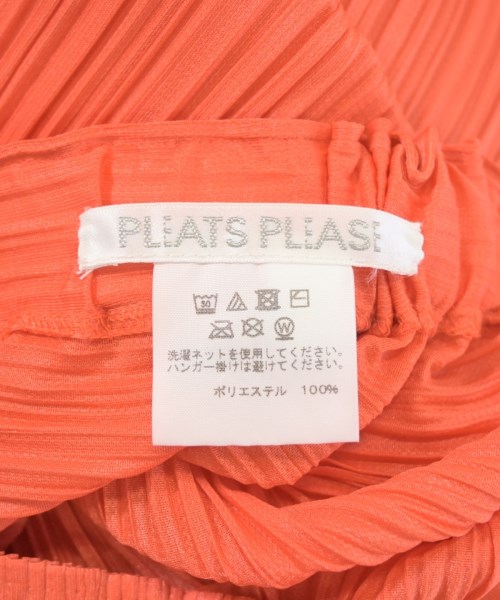 PLEATS PLEASE
30
W
洗濯ネットを使用してください。
ハンガー掛けは避けてください。
ポリエステル 100%